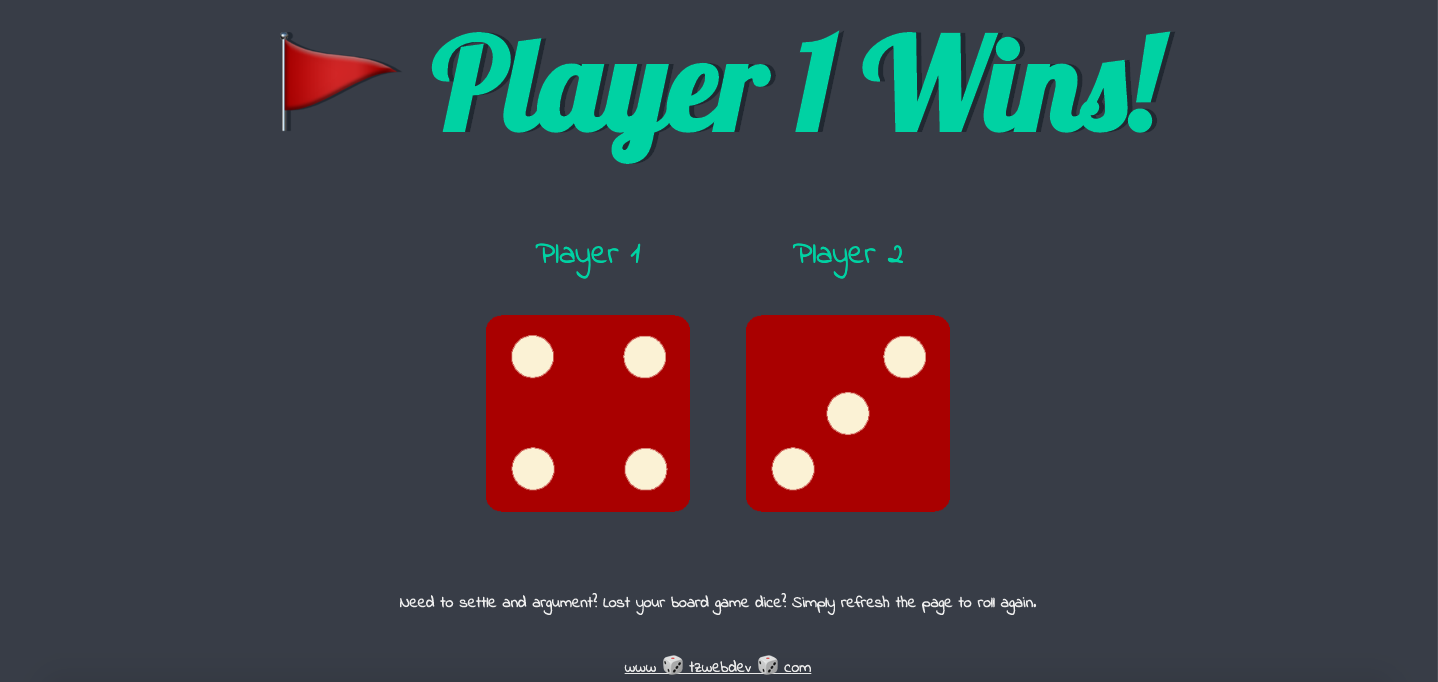 Player 1 Wins!
Player 1 Player 2
Need to settle and argument? Lost your board game dice? Simply refresh the page to roll again.
www 🎲 tzwebdev 🎲 com